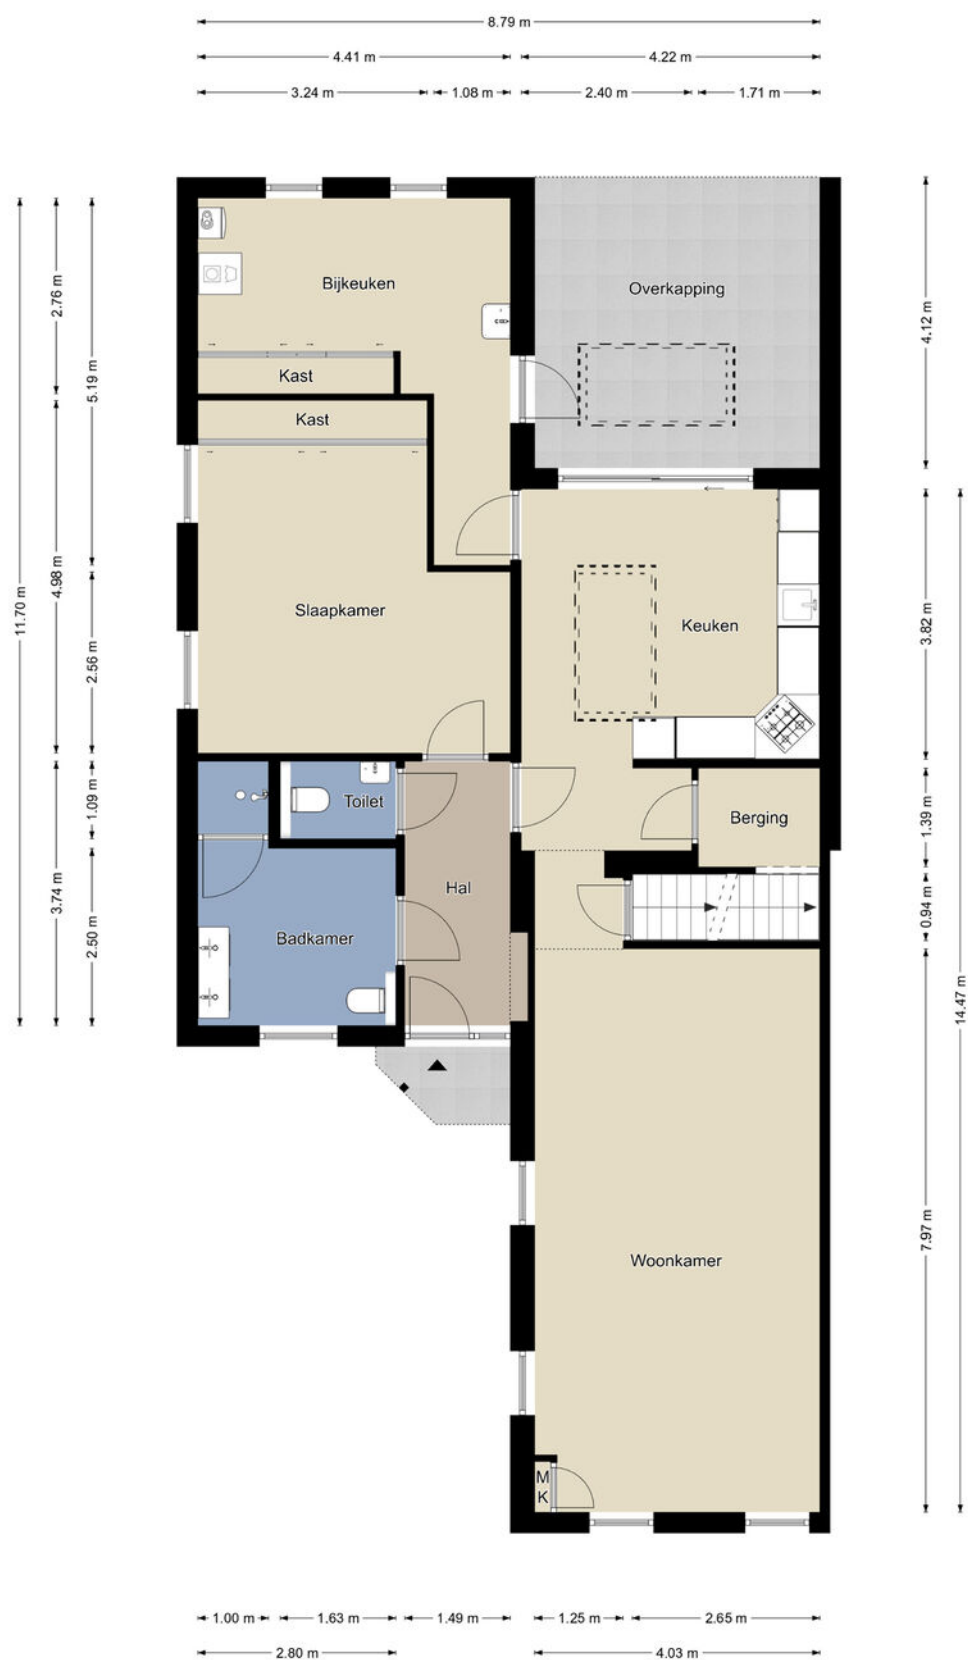 8.79 m
4.41 m
4.22 m
3.24 m
1.08 m
2.40 m
1.71 m
Bijkeuken
Overkapping
Kast
Kast
Slaapkamer
Keuken
Toilet
Berging
Hal
Badkamer
Woonkamer
M
K
11.70 m
2.76 m
4.98 m
3.74 m
5.19 m
2.56 m
1.09 m
2.50 m
4.12 m
3.82 m
1.39 m
0.94 m
7.97 m
14.47 m
1.00 m
1.63 m
1.49 m
1.25 m
2.65 m
2.80 m
4.03 m